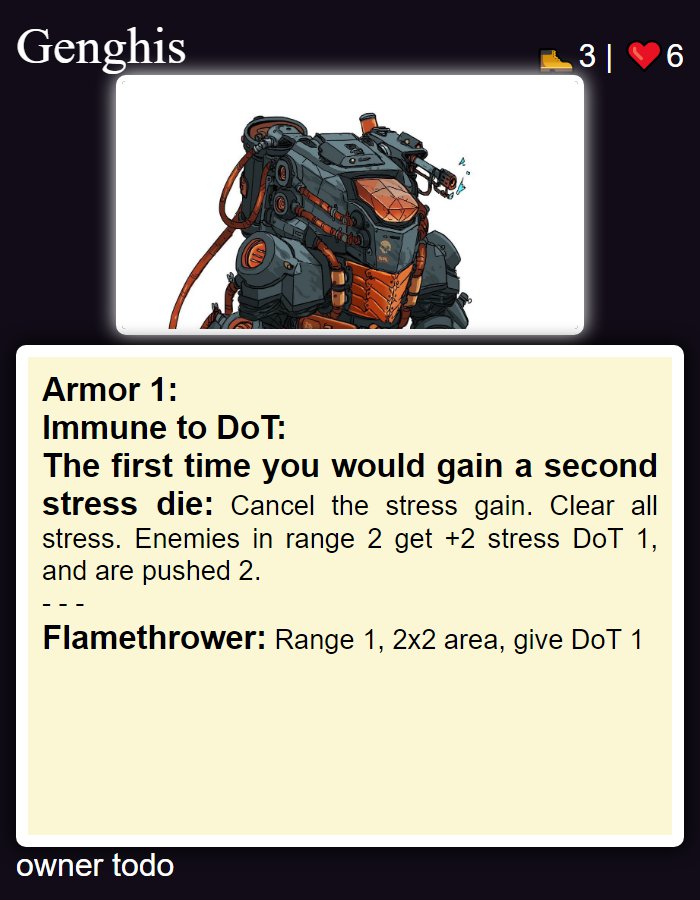 Genghis
🥾3 | ❤️6
Armor 1:
Immune to DoT:
The first time you would gain a second
stress die: Cancel the stress gain. Clear all
stress. Enemies in range 2 get +2 stress DoT 1,
and are pushed 2.
- - -
Flamethrower: Range 1, 2x2 area, give DoT 1
owner todo